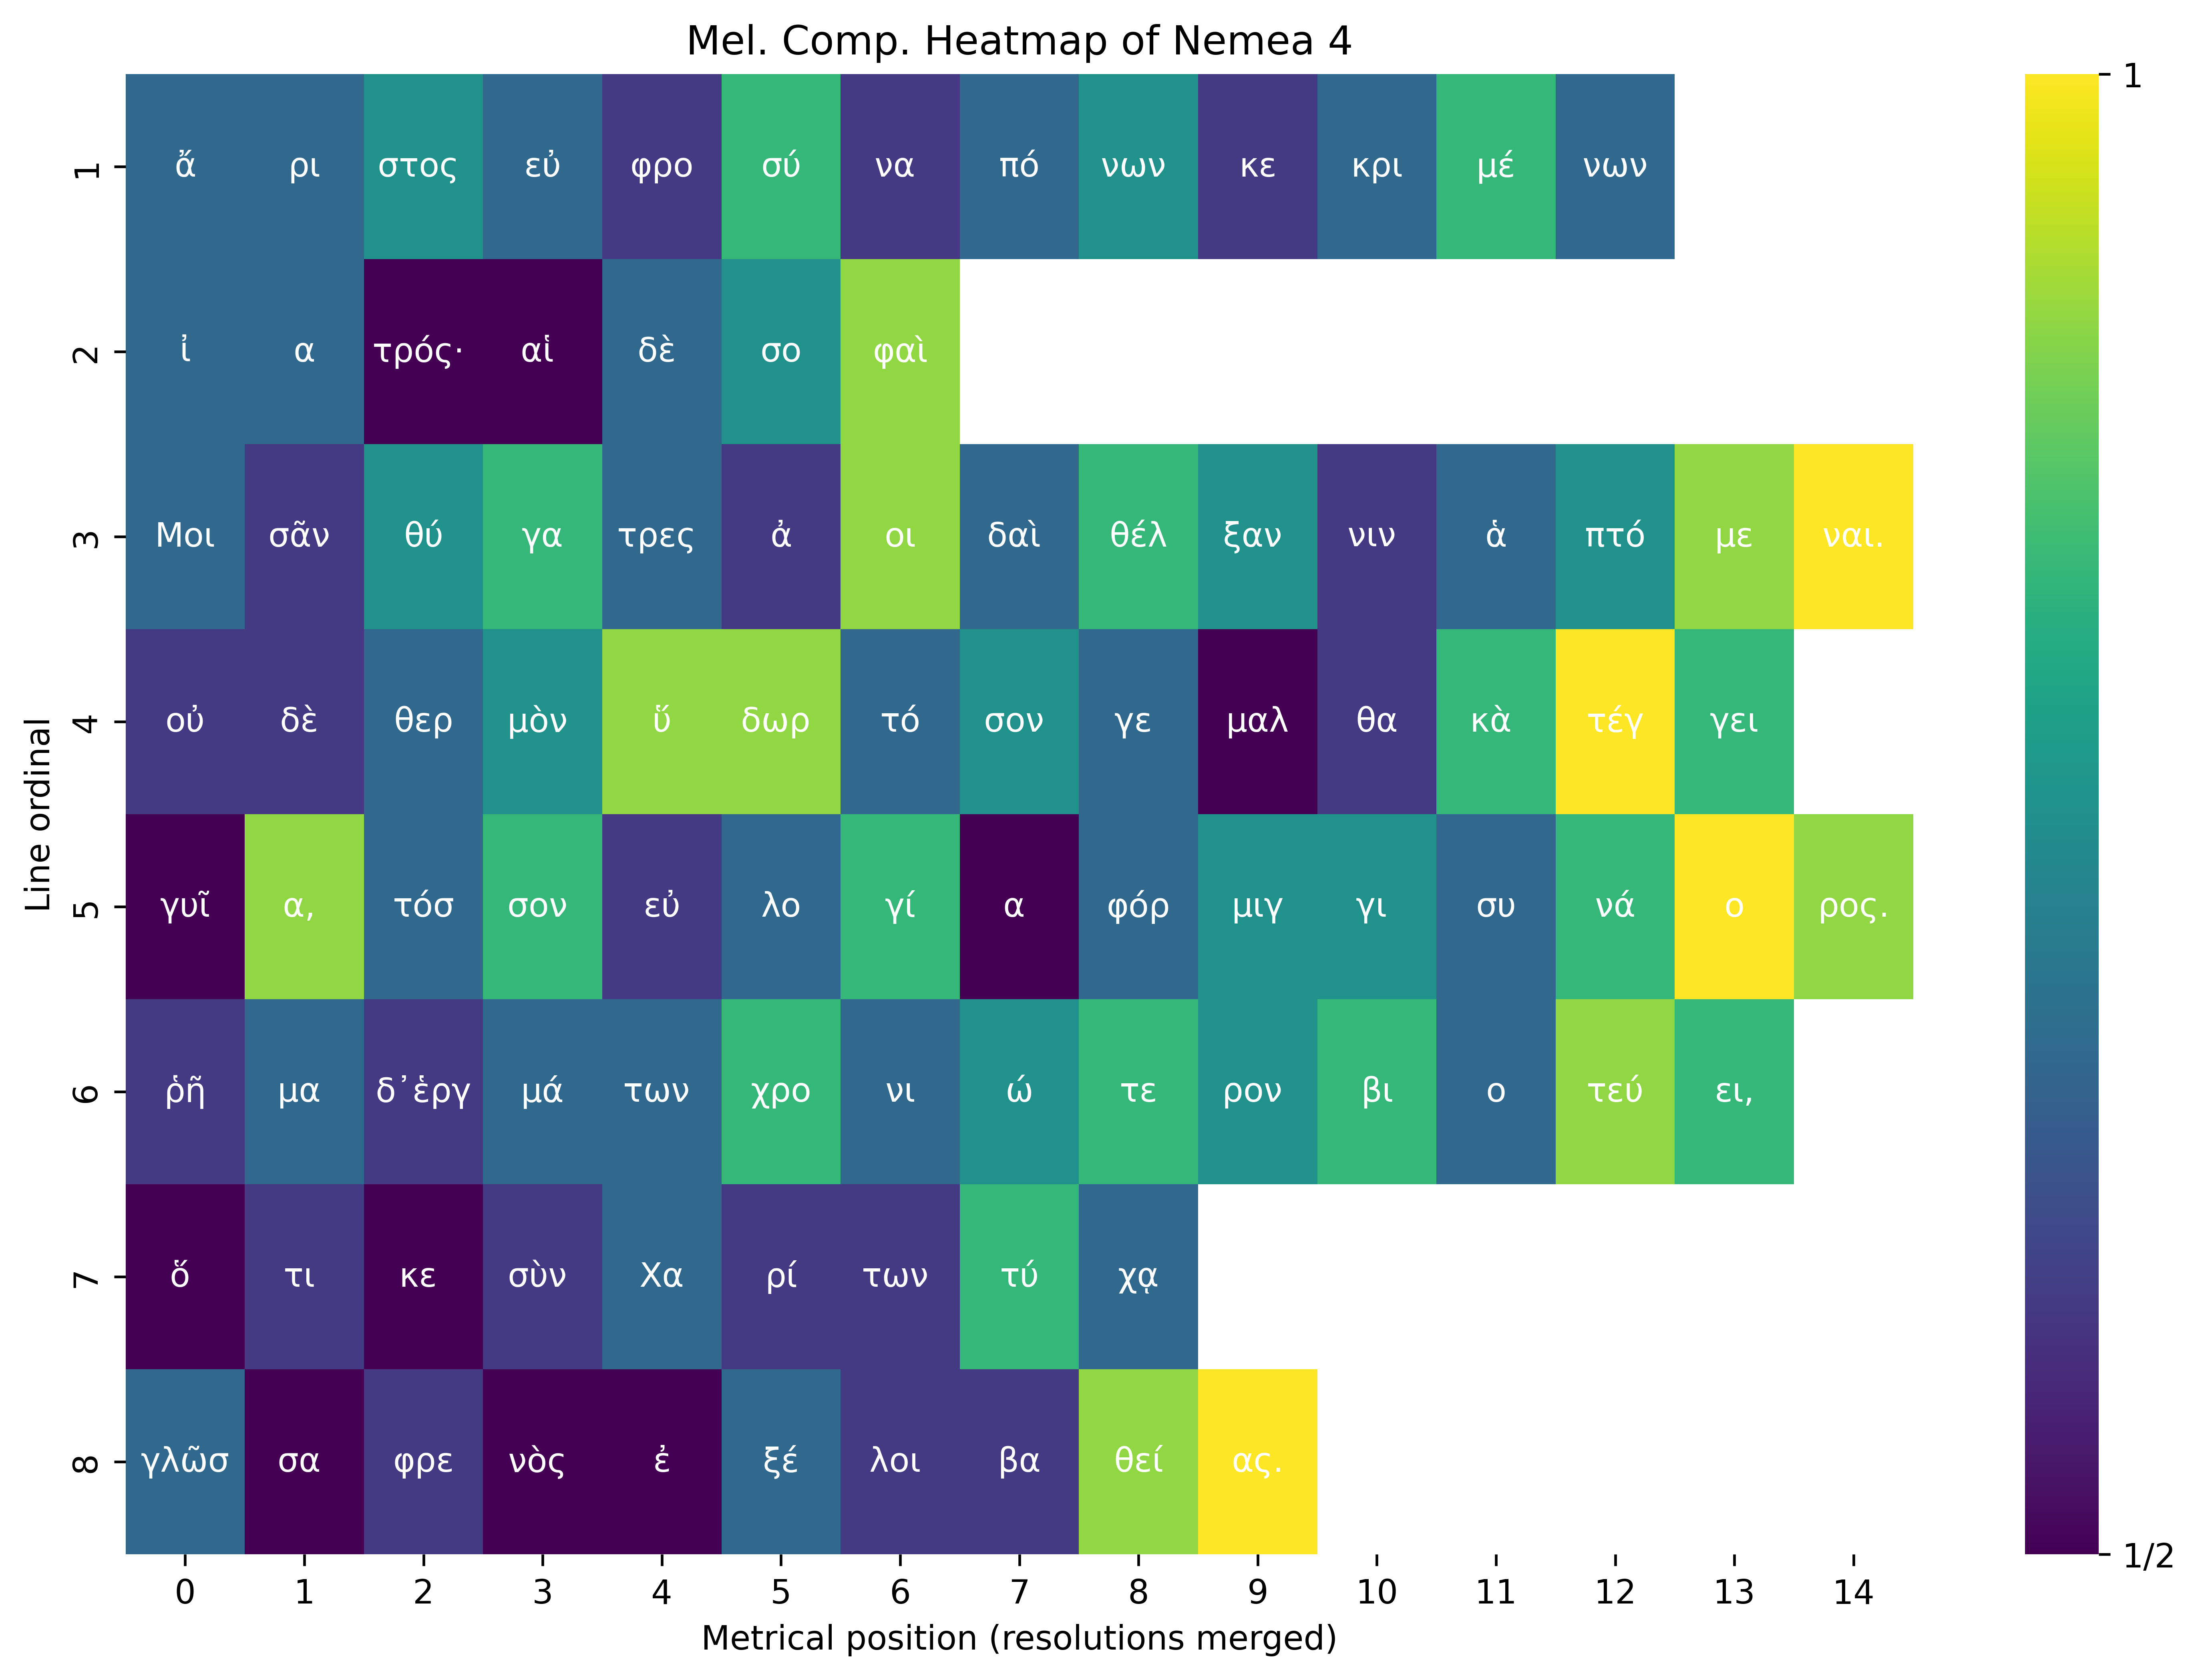 Mel. Comp. Heatmap of Nemea 4
1
ἄ ρι στος εὐ φρο σύ να πό νων κε κρι μέ νων
1
ἰ α τρός· αἱ δὲ σο φαὶ
2
Μοι σᾶν θύ γα τρες ἀ οι δαὶ θέλ ξαν νιν ἁ πτό με ναι.
3
οὐ δὲ θερ μὸν ὕ δωρ τό σον γε μαλ θα κὰ τέγ γει
4
Line ordinal
γυῖ α, τόσ σον εὐ λο γί α φόρ μιγ γι συ νά ο ρος.
5
ῥῆ μα δ᾽ἑργ μά των χρο νι ώ τε ρον βι ο τεύ ει,
6
ὅ τι κε σὺν Χα ρί των τύ χᾳ
7
γλῶσ σα φρε νὸς ἐ ξέ λοι βα θεί ας.
8
1/2
0 1 2 3 4 5 6 7 8 9 10 11 12 13 14
Metrical position (resolutions merged)